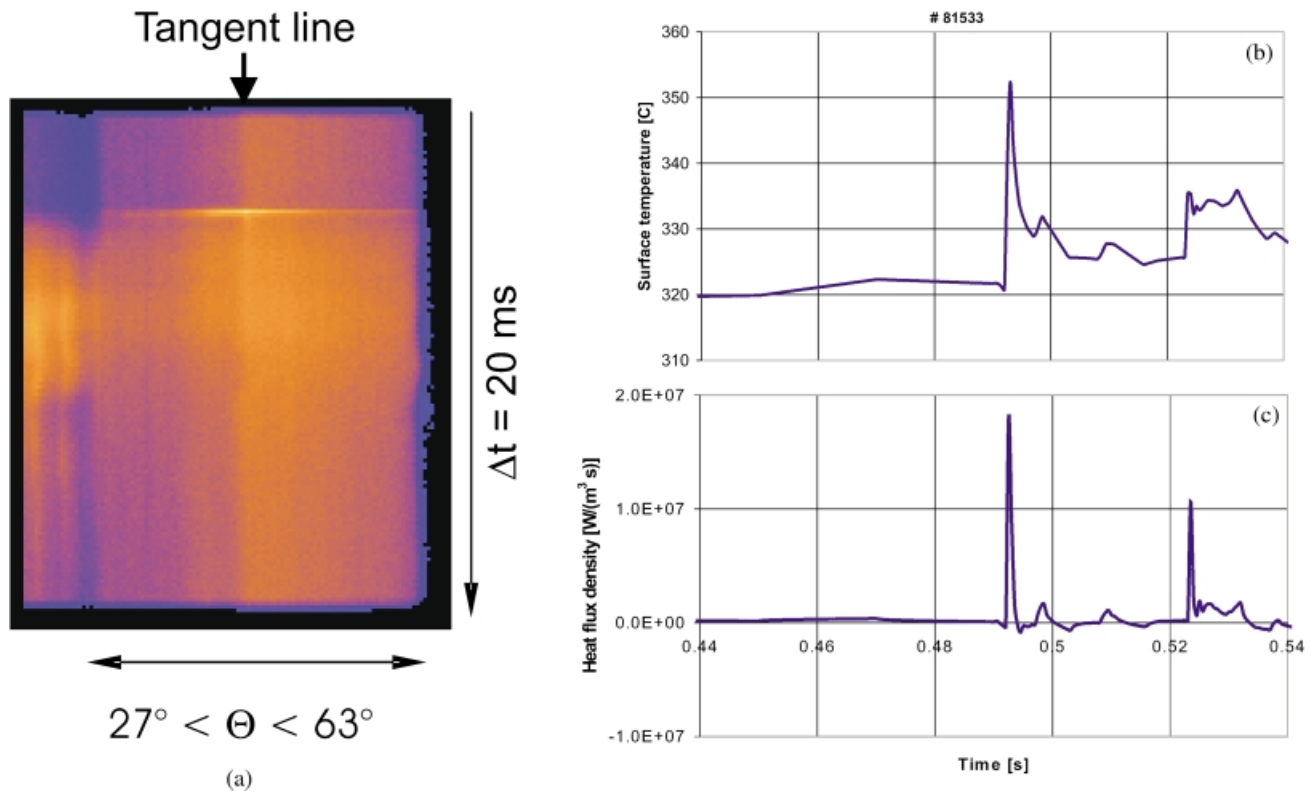 Tangent line
Δt = 20 ms
27° < Θ < 63°
(a)
# 81533
(b)
Surface temperature [C]
360
350
340
330
320
310
(c)
Heat flux density [W/(m³ s)]
2.0E+07
1.0E+07
0.0E+00
-1.0E+07
0.44 0.46 0.48 0.5 0.52 0.54
Time [s]